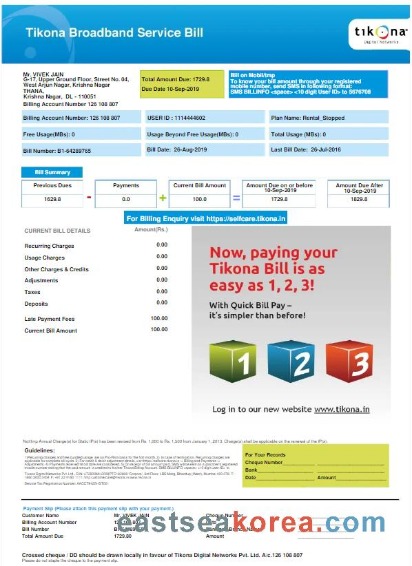 Tikona Broadband Service Bill
tikona
Digital Networks
Mr. VIVEK JAIN
G-17, Upper Ground Floor, Street No. 04,
West Arjun Nagar, Krishna Nagar
THANA,
Krishna Nagar, DL - 110051
Billing Account Number 126 108 807
Total Amount Due: 1729.8
Due Date 10-Sep-2019
Bill on Mobile/Imp
To know your bill amount through your registered
mobile number, send SMS in following format:
SMS BILLINFO <space> <10 digit User ID> to 5676706
Billing Account Number: 126 108 807
USER ID : 1114444602
Plan Name: Rental_Stopped
Free Usage(MBs): 0
Usage Beyond Free Usage(MBs): 0
Total Usage (MBs): 0
Bill Number: B1-64289765
Bill Date: 26-Aug-2019
Last Bill Date: 26-Jul-2016
Bill Summary
Previous Dues
Payments
Current Bill Amount
Amount Due on or before
10-Sep-2019
Amount Due After
10-Sep-2019
1629.8
-
0.0
+
100.0
=
1729.8
1829.8
For Billing Enquiry visit https://selfcare.tikona.in
CURRENT BILL DETAILS
Amount(Rs.)
Recurring Charges 0.00
Usage Charges 0.00
Other Charges & Credits 0.00
Adjustments 0.00
Taxes 0.00
Deposits 0.00
Late Payment Fees 100.00
Current Bill Amount 100.00
Now, paying your
Tikona Bill is as
easy as 1, 2, 3!
With Quick Bill Pay –
it's simpler than before!
1 2 3
Log in to our new website www.tikona.in
Guidelines:
For Your Records
Cheque Number
Bank
Date
Amount
Payment Slip (Please attach this payment slip with your payment.)
Customer Name Mr. VIVEK JAIN
Cheque Number
Billing Account Number 126 108 807
Bill Number
Total Amount Due 1729.8
Amount
eastseakorea.com
Crossed cheque / DD should be drawn locally in favour of Tikona Digital Networks Pvt. Ltd. A/c.126 108 807
Please do not staple the cheque to the payment slip.